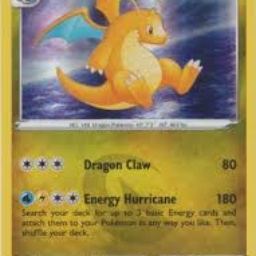 Dragon Claw 80
Energy Hurricane 180
Search your deck for up to 3 basic Energy cards and
attach them to your Pokémon in any way you like. Then,
shuffle your deck.